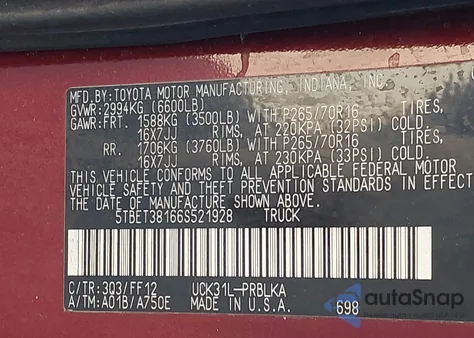 MFD.BY: TOYOTA MOTOR MANUFACTURING, INDIANA, INC.
GVWR: 2994KG (6600LB)
GAWR: FRT. 1588KG (3500LB) WITH P265/70R16 TIRES,
16X7JJ RIMS, AT 220KPA (32PSI) COLD.
RR. 1706KG (3760LB) WITH P265/70R16 TIRES,
16X7JJ RIMS, AT 230KPA (33PSI) COLD.
THIS VEHICLE CONFORMS TO ALL APPLICABLE FEDERAL MOTOR
VEHICLE SAFETY AND THEFT PREVENTION STANDARDS IN EFFECT
THE DATE OF MANUFACTURE SHOWN ABOVE.
5TBET38166S521928 TRUCK
C/TR: 3Q3/FF12 UCK31L-PRBLKA
A/TM: A01B/A750E MADE IN U.S.A. 698
autoSnap